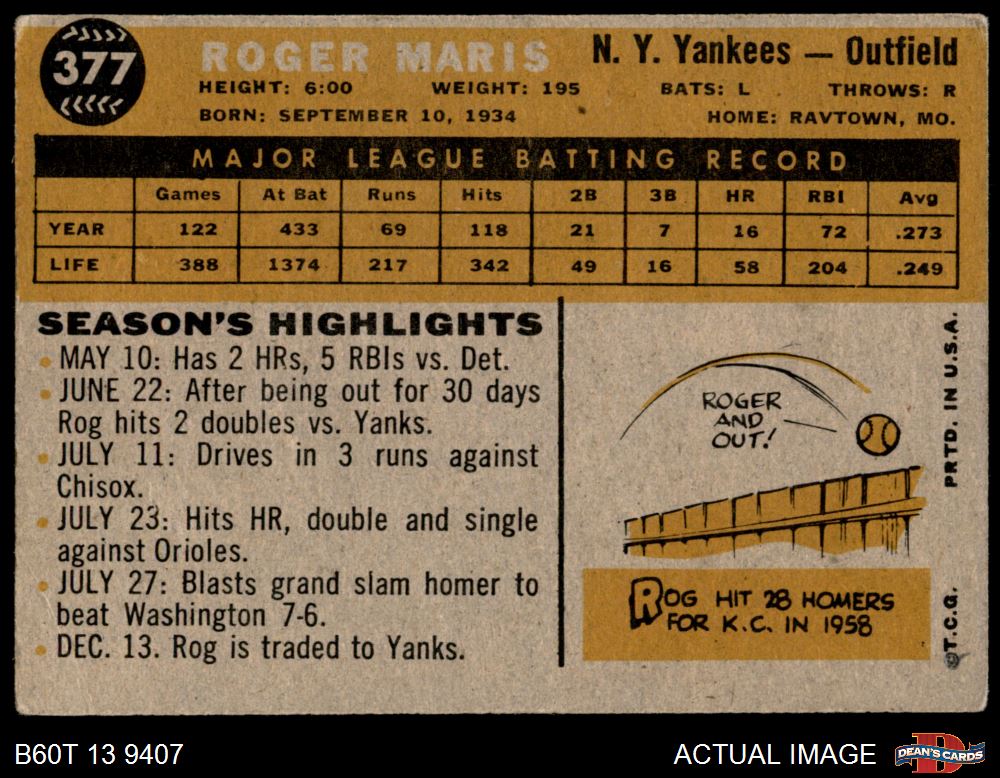 377
ROGER MARIS
N. Y. Yankees — Outfield
HEIGHT: 6:00 WEIGHT: 195 BATS: L THROWS: R
BORN: SEPTEMBER 10, 1934 HOME: RAVTOWN, MO.
MAJOR LEAGUE BATTING RECORD
Games At Bat Runs Hits 2B 3B HR RBI Avg
YEAR 122 433 69 118 21 7 16 72 .273
LIFE 388 1374 217 342 49 16 58 204 .249
SEASON'S HIGHLIGHTS
• MAY 10: Has 2 HRs, 5 RBIs vs. Det.
• JUNE 22: After being out for 30 days
Rog hits 2 doubles vs. Yanks.
• JULY 11: Drives in 3 runs against
Chisox.
• JULY 23: Hits HR, double and single
against Orioles.
• JULY 27: Blasts grand slam homer to
beat Washington 7-6.
• DEC. 13. Rog is traded to Yanks.
ROGER
AND
OUT!
ROG HIT 28 HOMERS
FOR K.C. IN 1958
©T.C.G. PRTD. IN U.S.A.
B60T 13 9407
ACTUAL IMAGE
D
DEAN'S CARDS